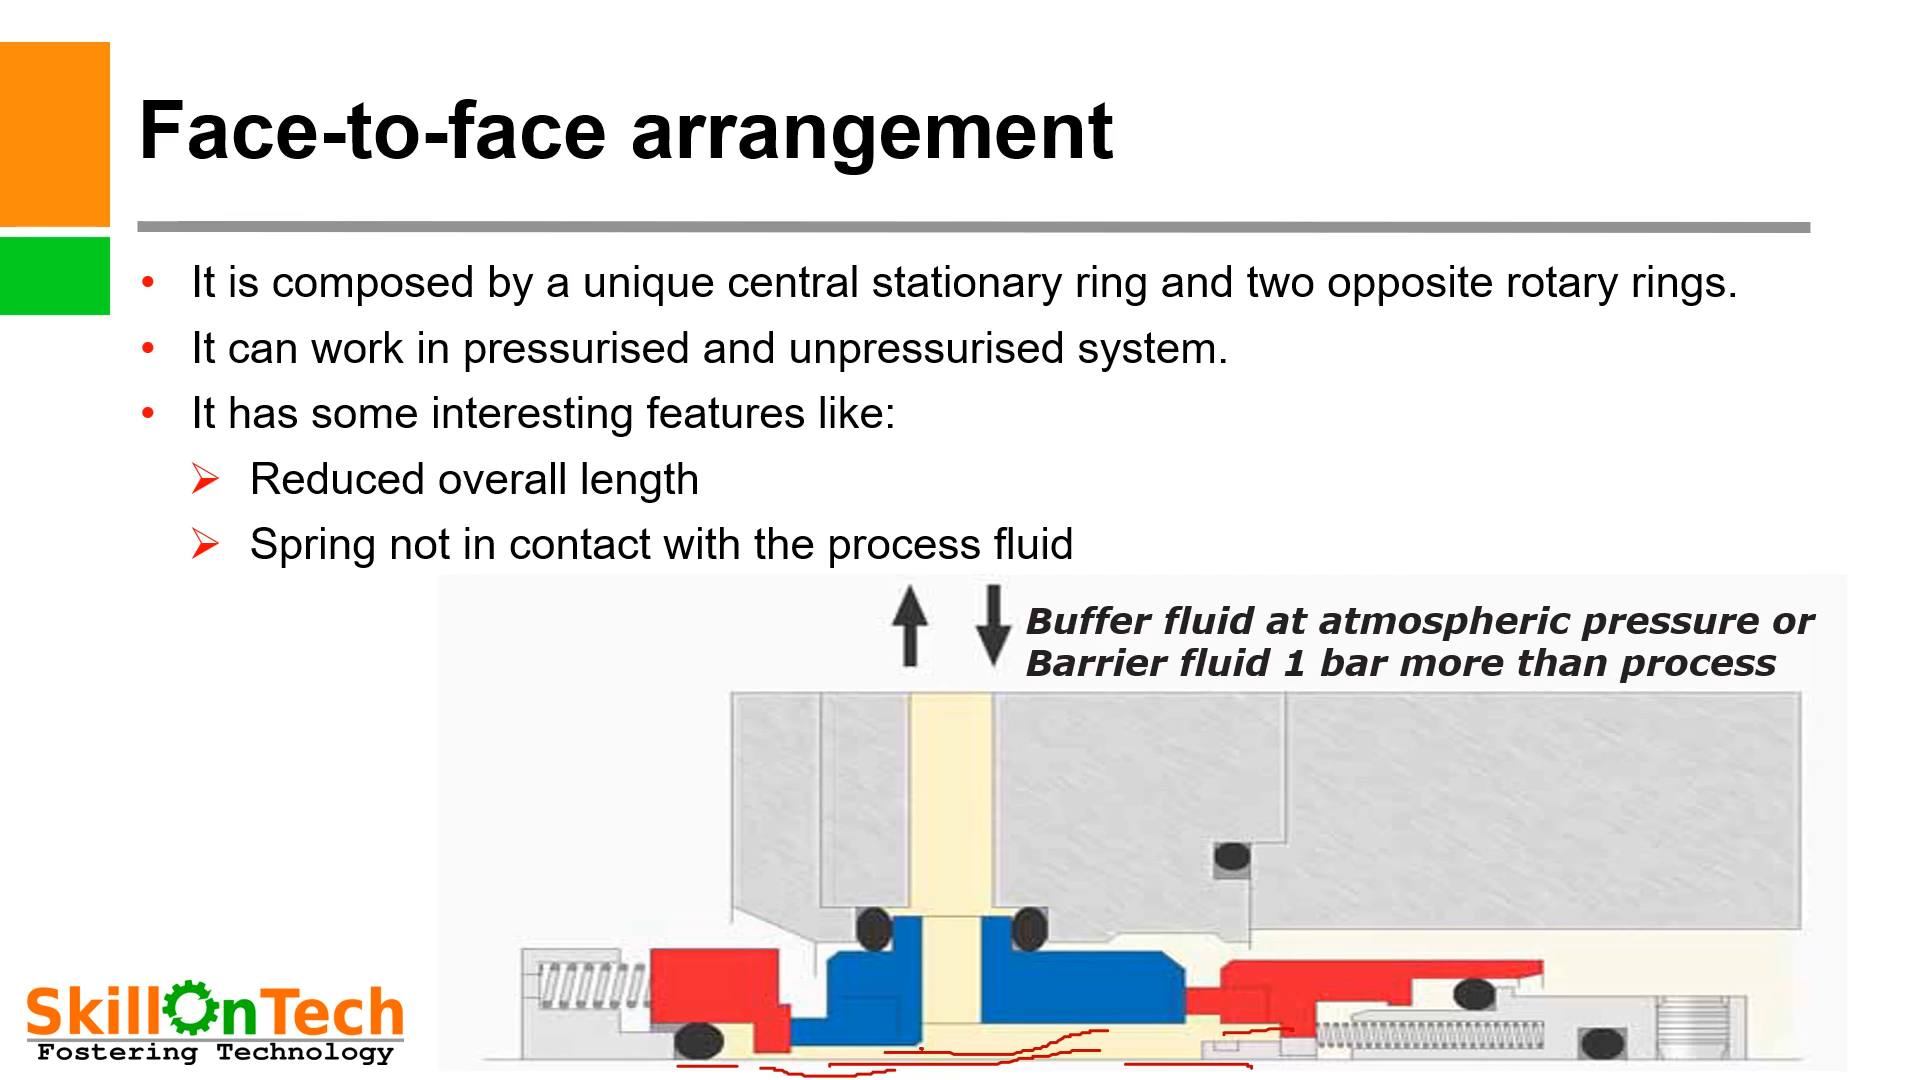 Face-to-face arrangement
• It is composed by a unique central stationary ring and two opposite rotary rings.
• It can work in pressurised and unpressurised system.
• It has some interesting features like:
➢ Reduced overall length
➢ Spring not in contact with the process fluid
Buffer fluid at atmospheric pressure or
Barrier fluid 1 bar more than process
SkillOnTech
Fostering Technology